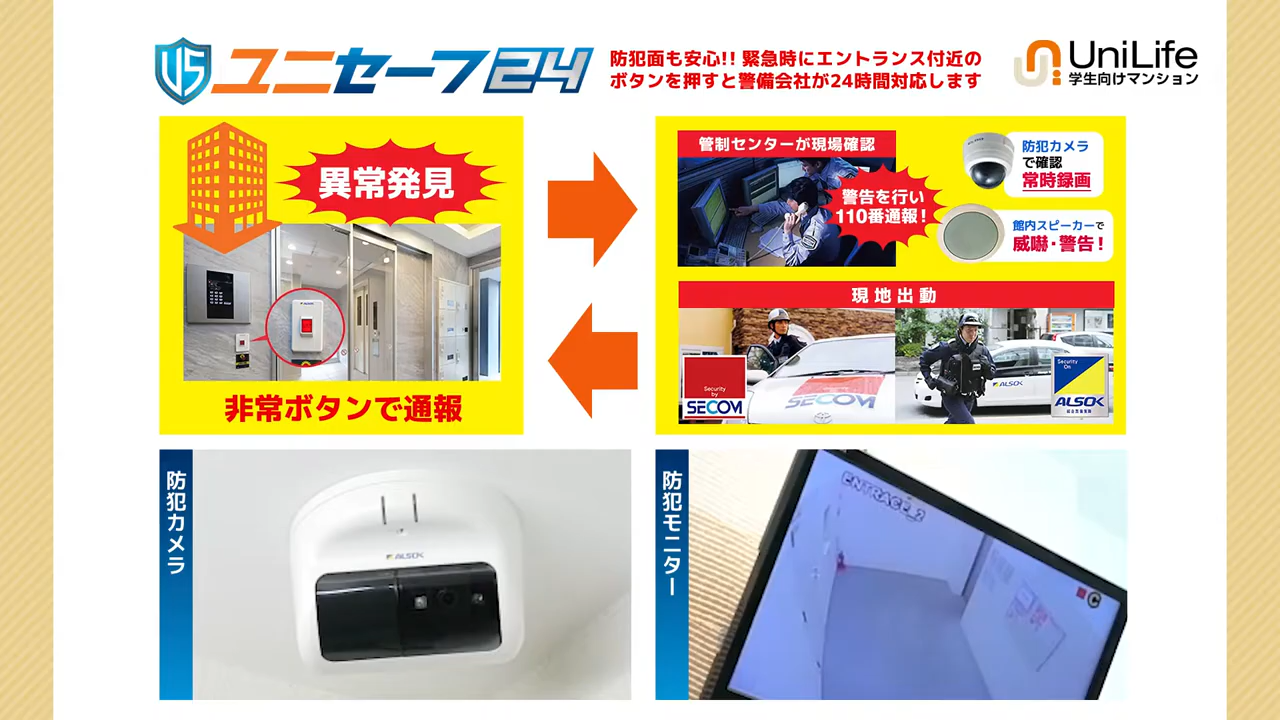 US ユニセーフ24
防犯面も安心!! 緊急時にエントランス付近の
ボタンを押すと警備会社が24時間対応します
UniLife
学生向けマンション
異常発見
ALSOK
非常ボタンで通報
管制センターが現場確認
警告を行い
110番通報!
防犯カメラ
で確認
常時録画
館内スピーカーで
威嚇・警告!
現地出動
Security
by
SECOM
SECOM
ALSOK
Security
On
ALSOK
防犯カメラ
ALSOK
防犯モニター
ENTRACE_2
C